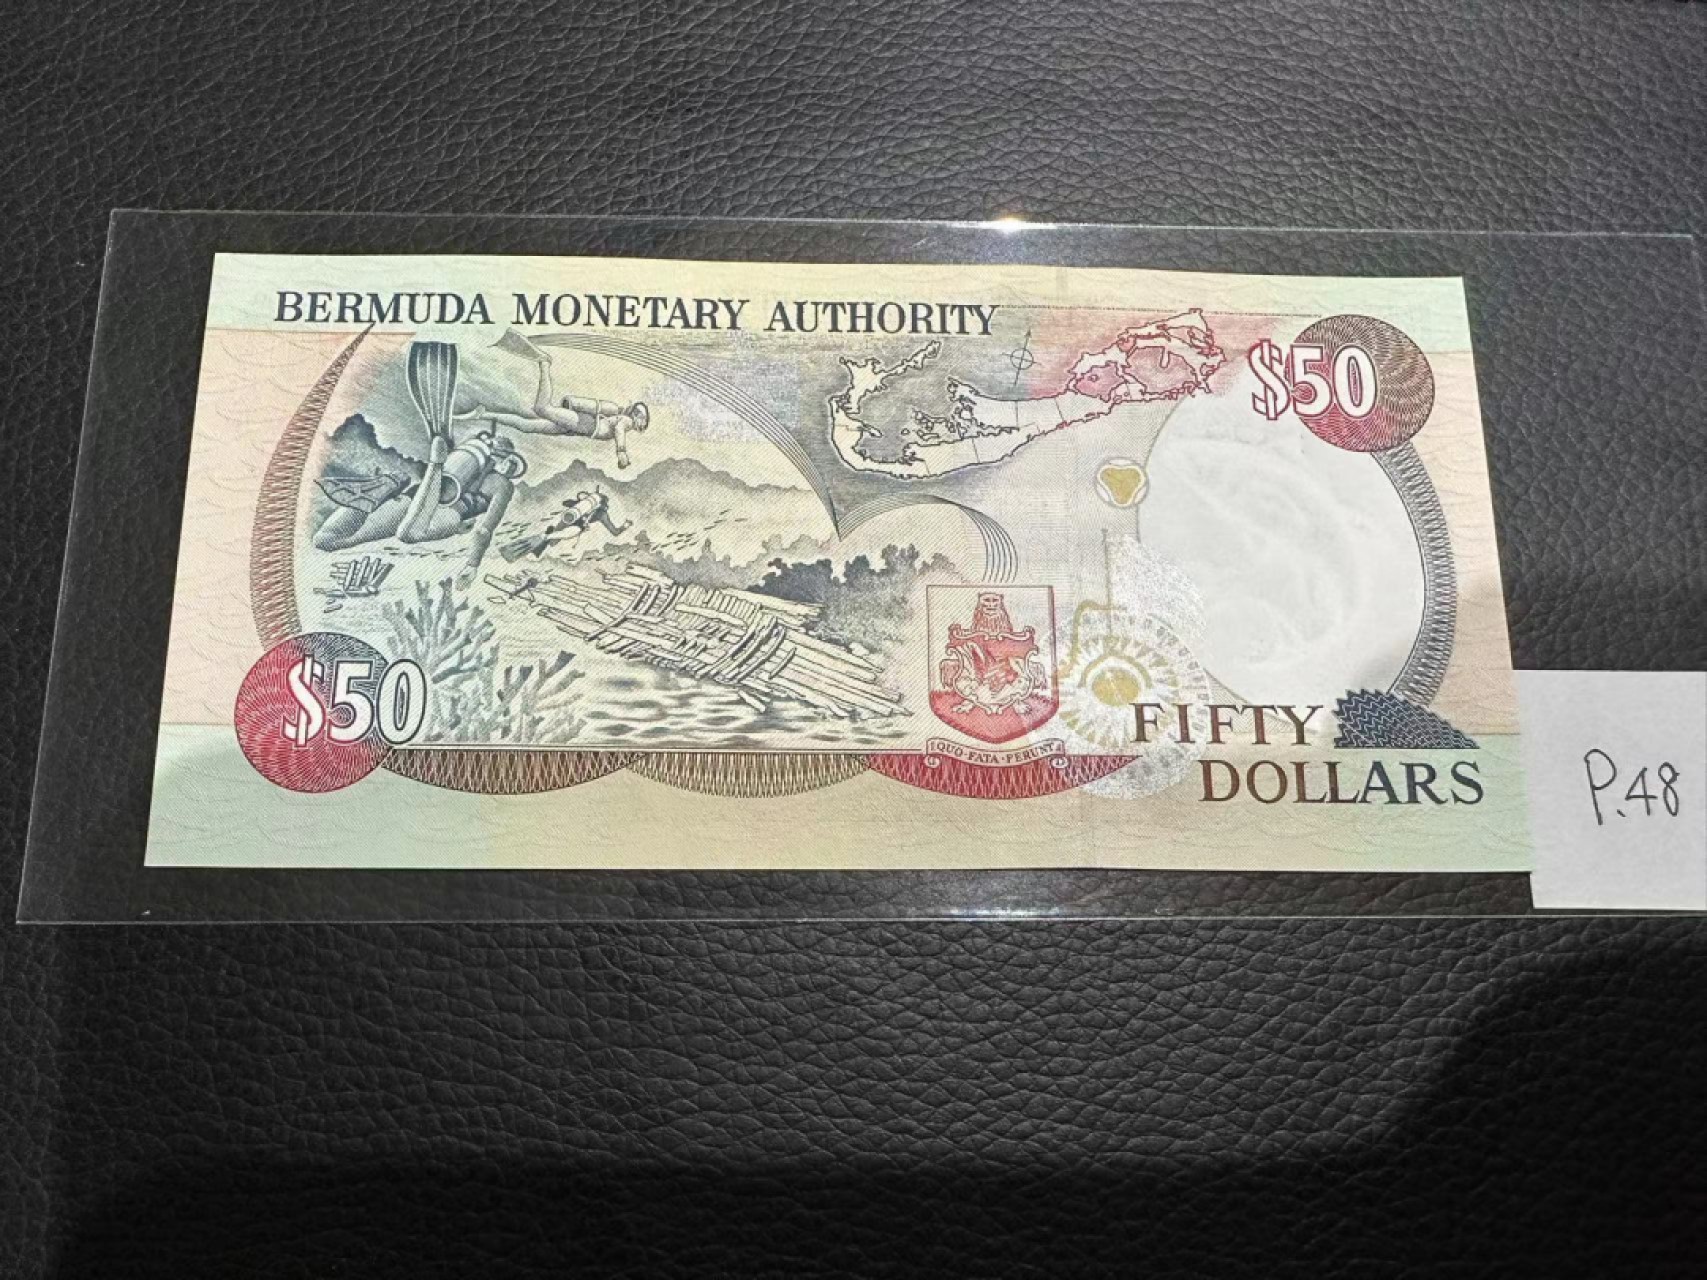 BERMUDA MONETARY AUTHORITY
$50
$50
QUO·FATA·FERUNT
FIFTY
DOLLARS
P.48